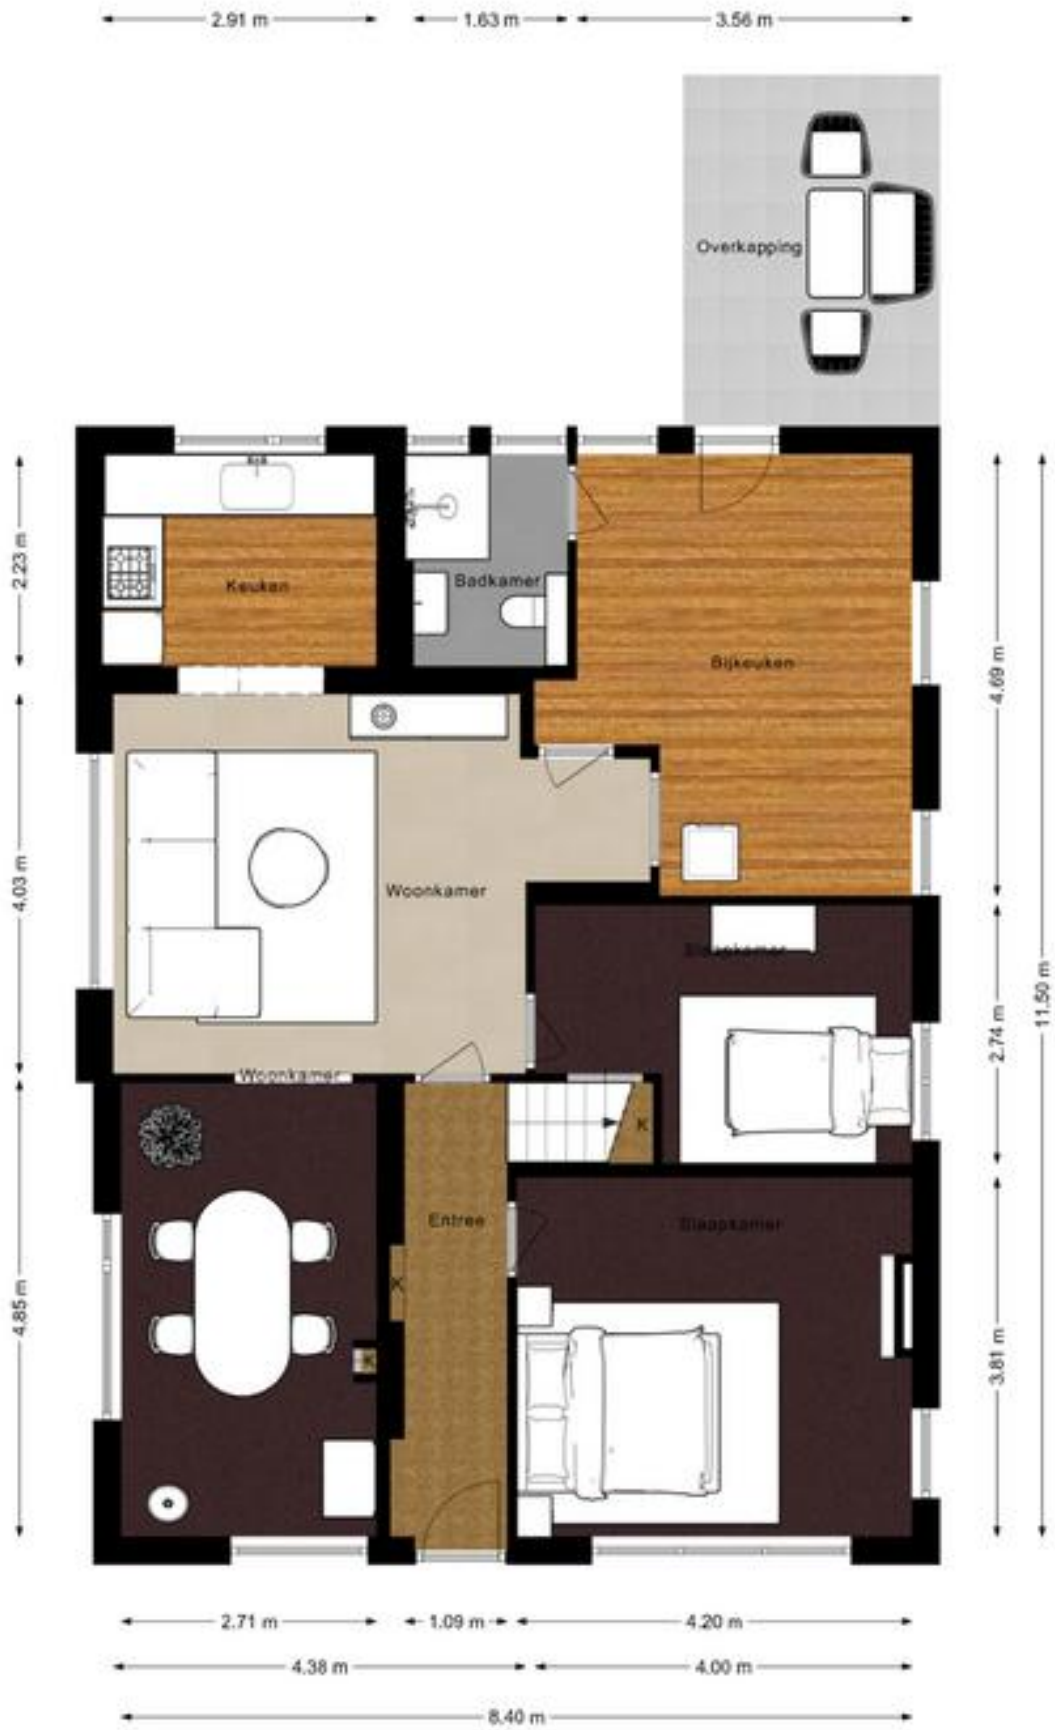 2.91 m
1.63 m
3.56 m
Overkapping
Keuken
Badkamer
Bijkeuken
2.23 m
4.69 m
4.03 m
Woonkamer
Slaapkamer
11.50 m
2.74 m
Woonkamer
K
Entree
Slaapkamer
K
K
4.85 m
3.81 m
2.71 m
1.09 m
4.20 m
4.38 m
4.00 m
8.40 m